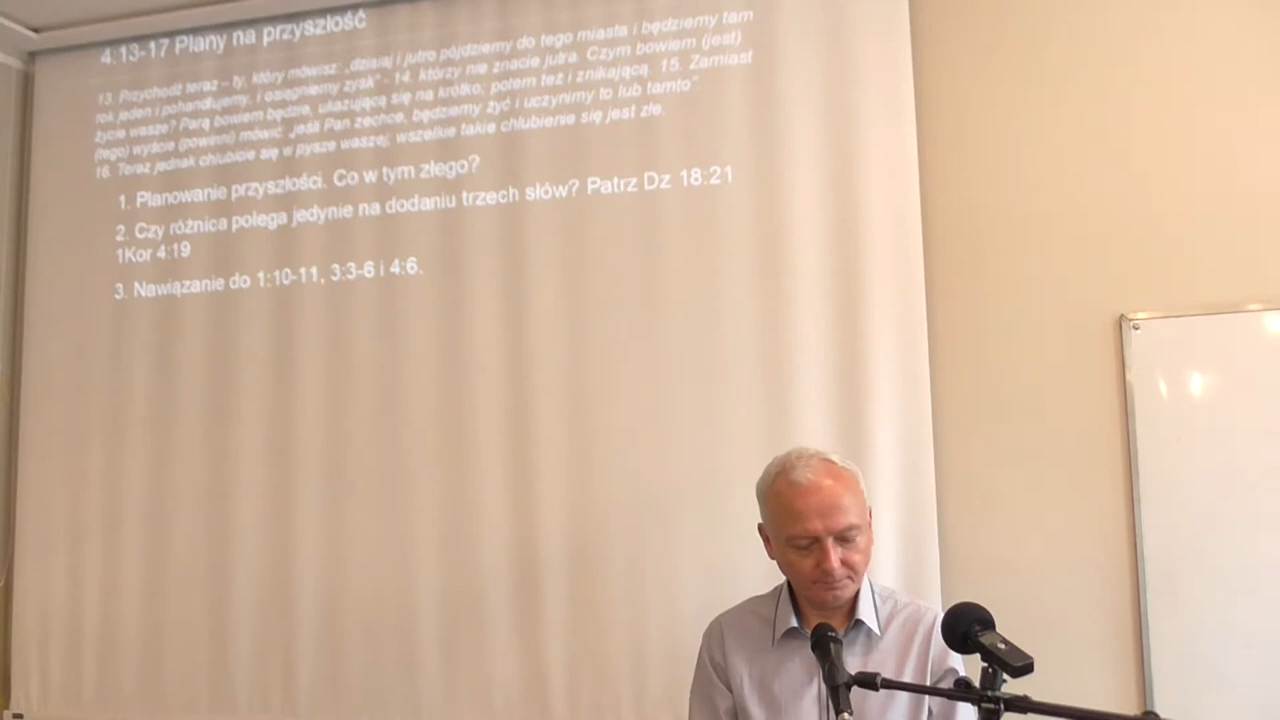 4:13-17 Plany na przyszłość
13. Przychodź teraz – ty, który mówisz: „dzisiaj i jutro pójdziemy do tego miasta i będziemy tam
rok jeden i pohandlujemy, i osiągniemy zysk” - 14. którzy nie znacie jutra. Czym bowiem (jest)
życie wasze? Parą bowiem będzie, ukazującą się na krótko; potem też i znikającą. 15. Zamiast
(tego) wyście (powinni) mówić: „jeśli Pan zechce, będziemy żyć i uczynimy to lub tamto”.
16. Teraz jednak chlubicie się w pysze waszej; wszelkie takie chlubienie się jest złe.
1. Planowanie przyszłości. Co w tym złego?
2. Czy różnica polega jedynie na dodaniu trzech słów? Patrz Dz 18:21
1Kor 4:19
3. Nawiązanie do 1:10-11, 3:3-6 i 4:6.